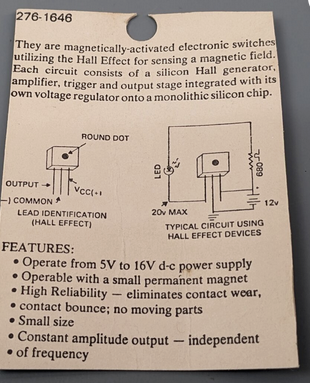 276-1646
They are magnetically-activated electronic switches
utilizing the Hall Effect for sensing a magnetic field.
Each circuit consists of a silicon Hall generator,
amplifier, trigger and output stage integrated with its
own voltage regulator onto a monolithic silicon chip.
ROUND DOT
OUTPUT
VCC(+)
(-) COMMON
LEAD IDENTIFICATION
(HALL EFFECT)
LED
680Ω
+
12v
20v MAX
TYPICAL CIRCUIT USING
HALL EFFECT DEVICES
FEATURES:
• Operate from 5V to 16V d-c power supply
• Operable with a small permanent magnet
• High Reliability — eliminates contact wear,
• contact bounce; no moving parts
• Small size
• Constant amplitude output — independent
• of frequency